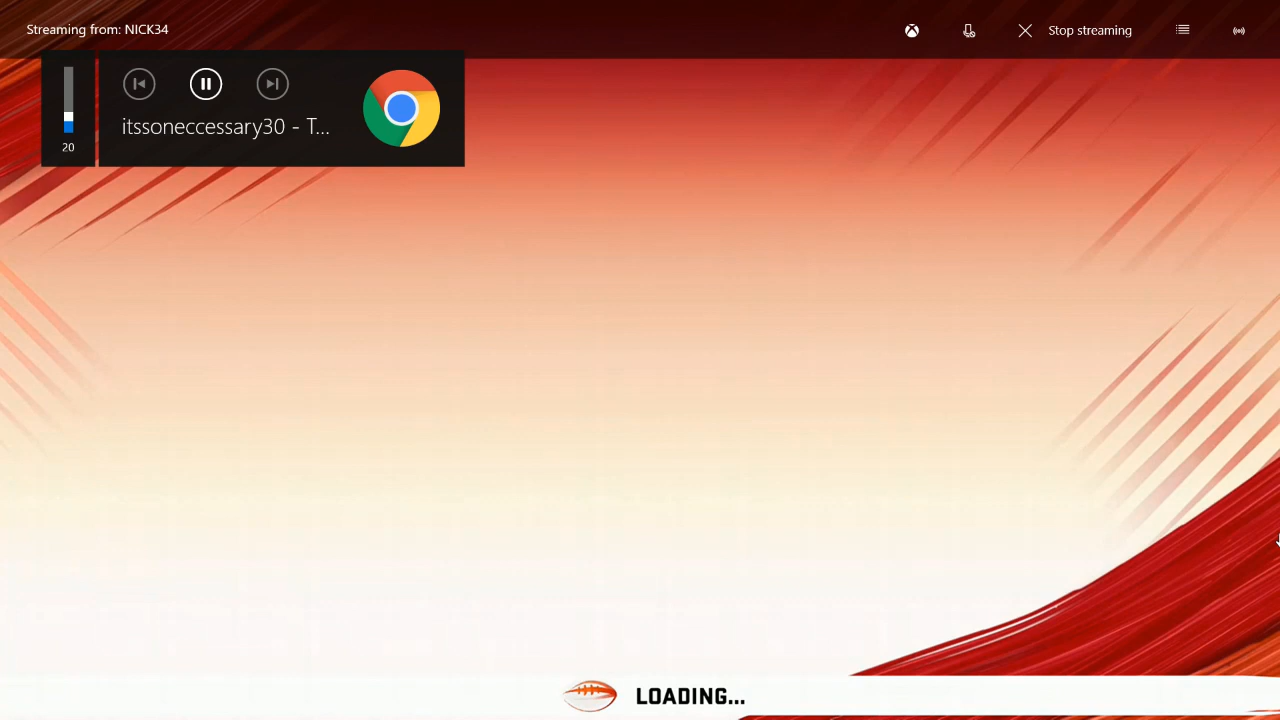 Streaming from: NICK34
Stop streaming
itssoneccessary30 - T...
20
LOADING...